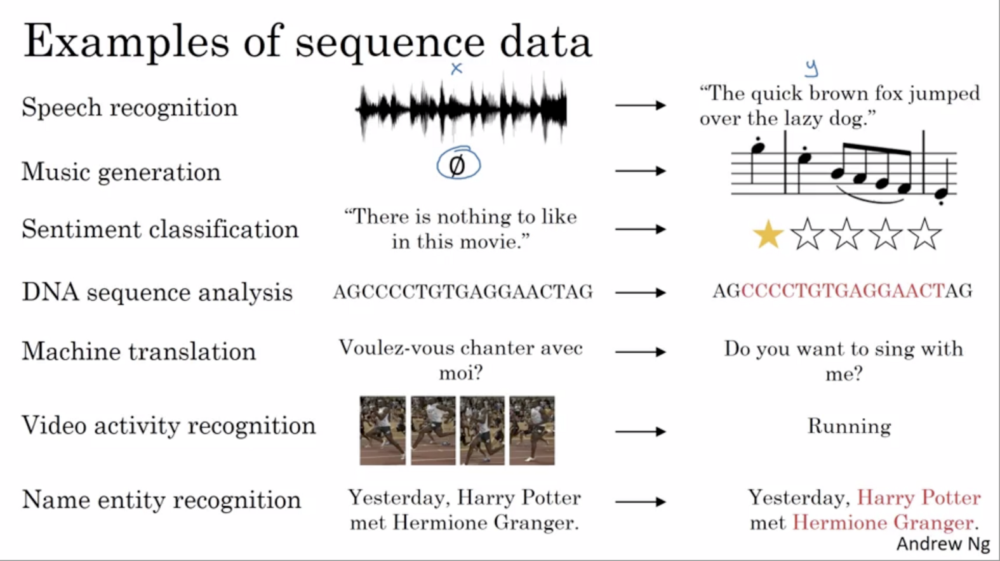 Examples of sequence data
x
y
Speech recognition
“The quick brown fox jumped
over the lazy dog.”
Music generation
∅
Sentiment classification
“There is nothing to like
in this movie.”
DNA sequence analysis
AGCCCCTGTGAGGAACTAG
AGCCCCTGTGAGGAACTAG
Machine translation
Voulez-vous chanter avec
moi?
Do you want to sing with
me?
Video activity recognition
Running
Name entity recognition
Yesterday, Harry Potter
met Hermione Granger.
Yesterday, Harry Potter
met Hermione Granger.
Andrew Ng